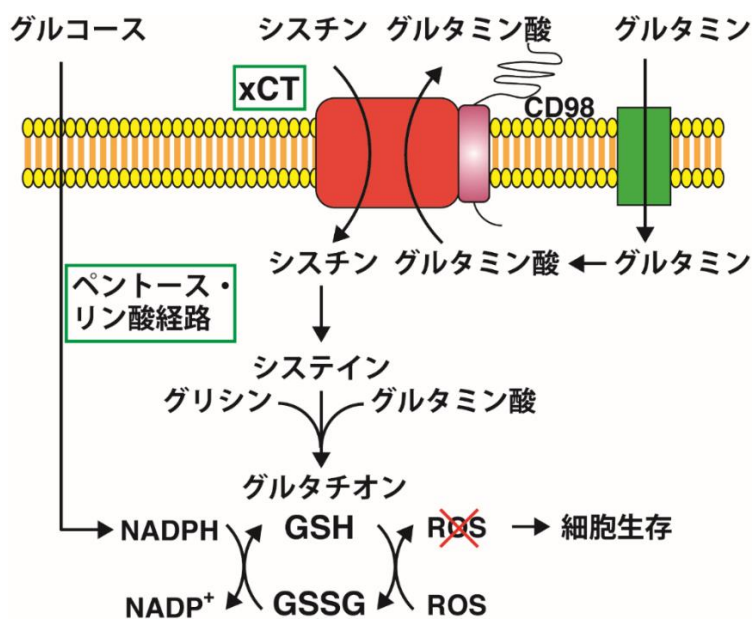 グルコース
シスチン
グルタミン酸
グルタミン
xCT
CD98
シスチン
グルタミン酸
グルタミン
ペントース・
リン酸経路
システイン
グリシン
グルタミン酸
グルタチオン
NADPH
GSH
ROS
細胞生存
NADP+
GSSG
ROS